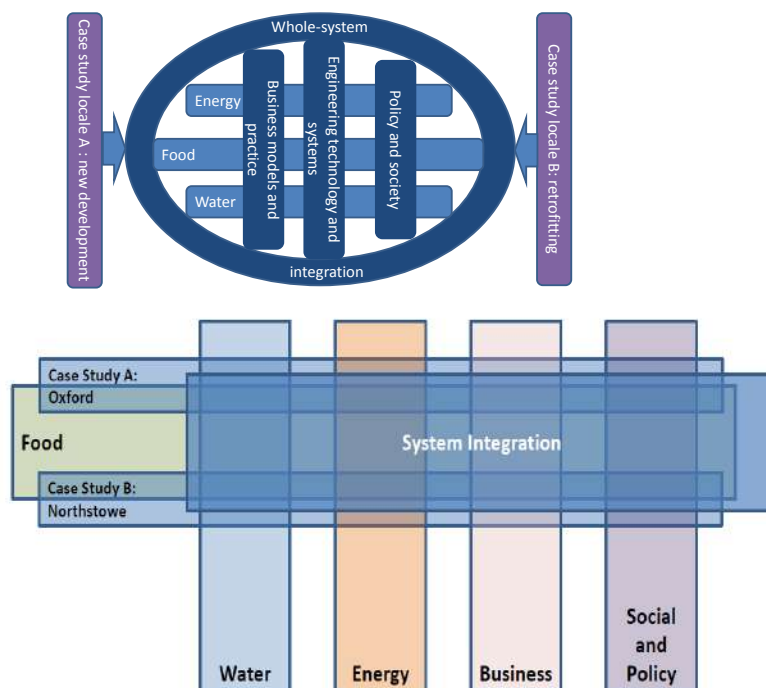 Whole-system
Case study locale A : new development
Energy
Food
Water
Business models and
practice
Engineering technology and
systems
Policy and society
Case study locale B: retrofitting
integration
Case Study A:
Oxford
Food
System Integration
Case Study B:
Northstowe
Water
Energy
Business
Social
and
Policy